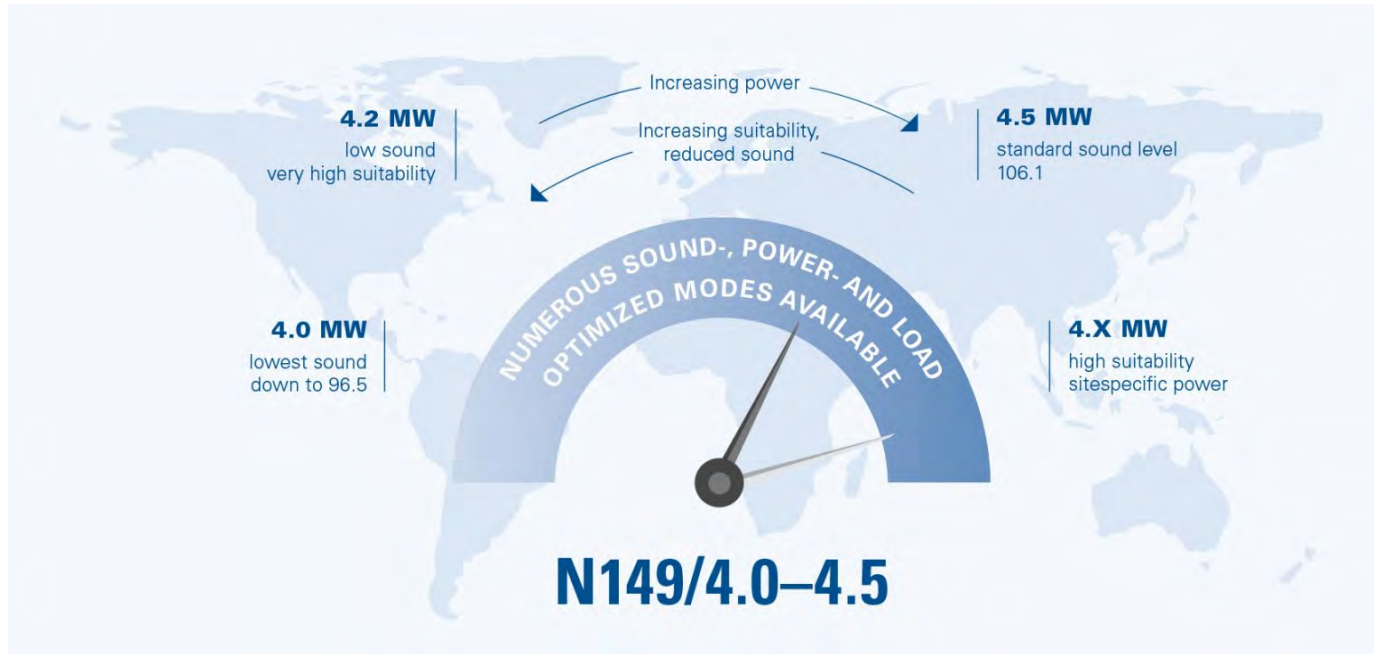 Increasing power
4.2 MW
low sound
very high suitability
Increasing suitability,
reduced sound
4.5 MW
standard sound level
106.1
NUMEROUS SOUND-, POWER- AND LOAD
OPTIMIZED MODES AVAILABLE
4.0 MW
lowest sound
down to 96.5
4.X MW
high suitability
sitespecific power
N149/4.0–4.5